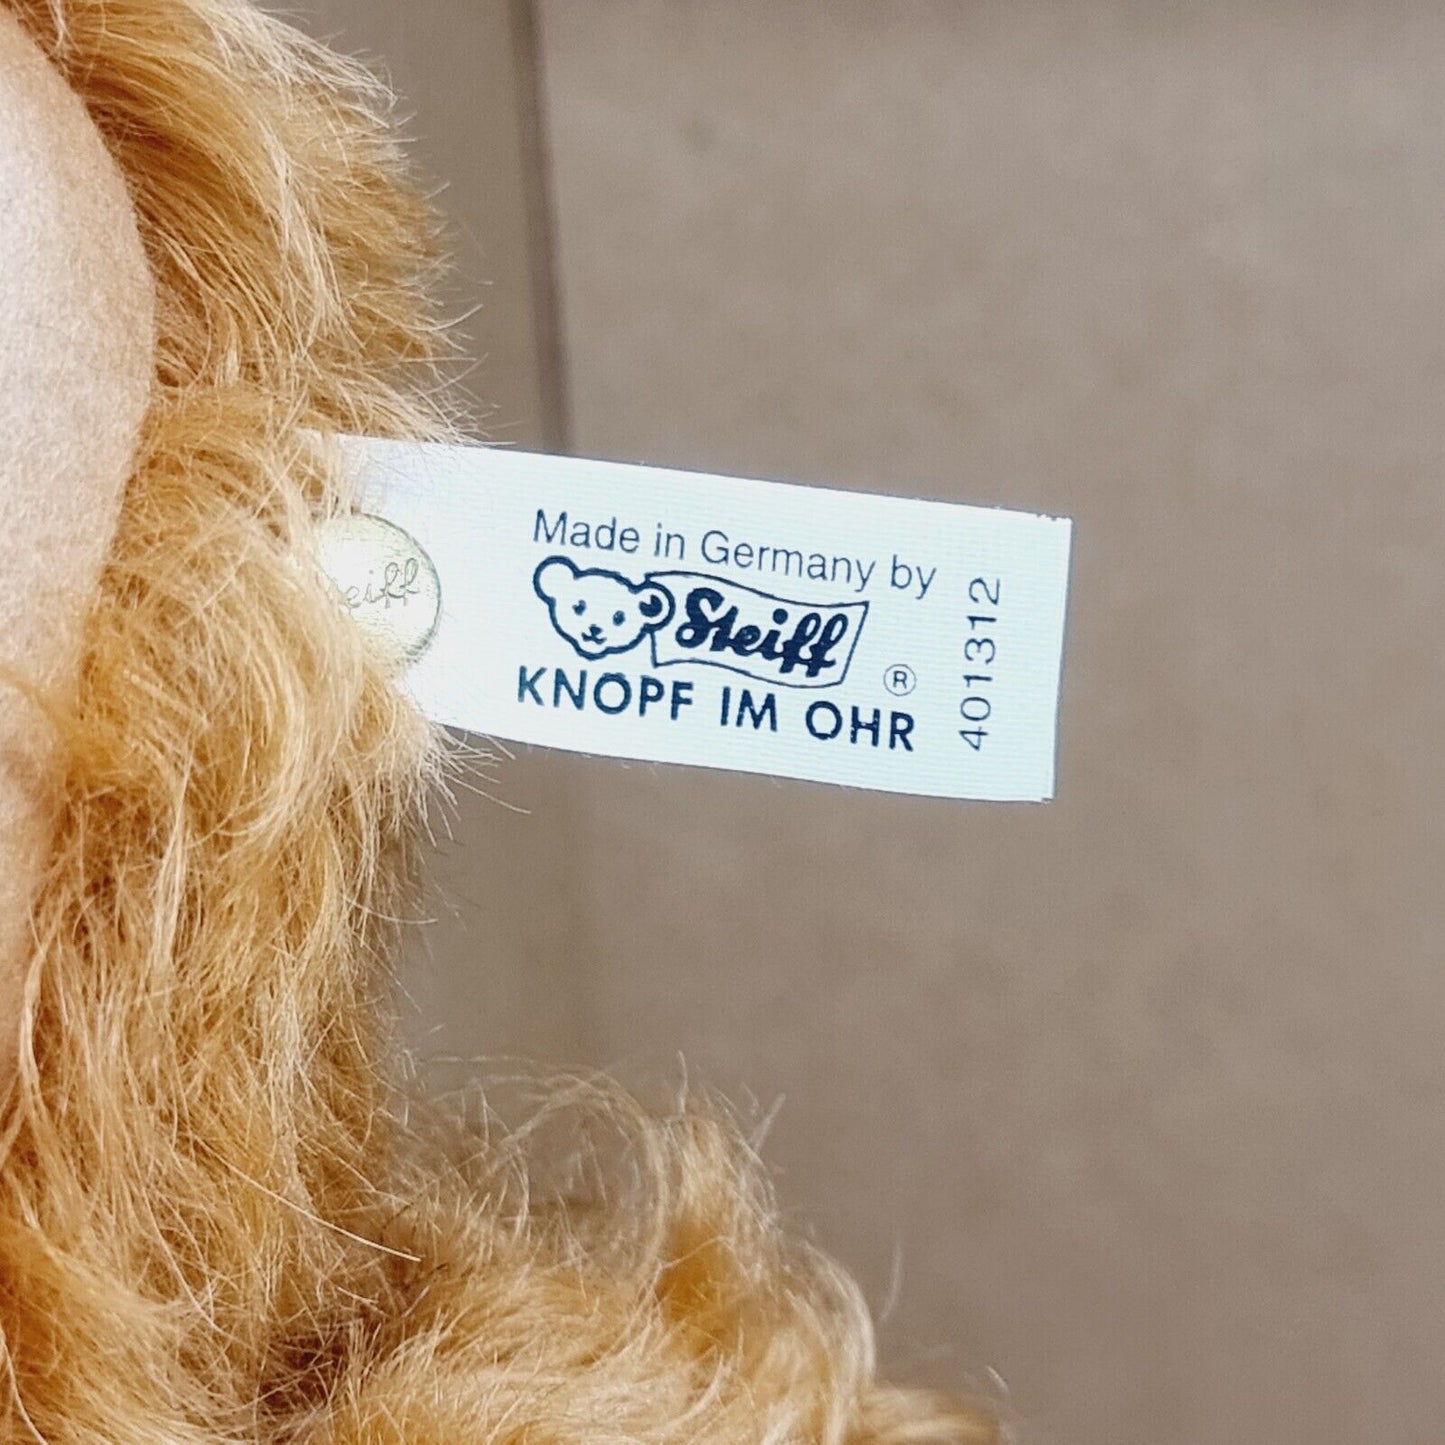 Made in Germany by
Steiff
KNOPF IM OHR ®
401312